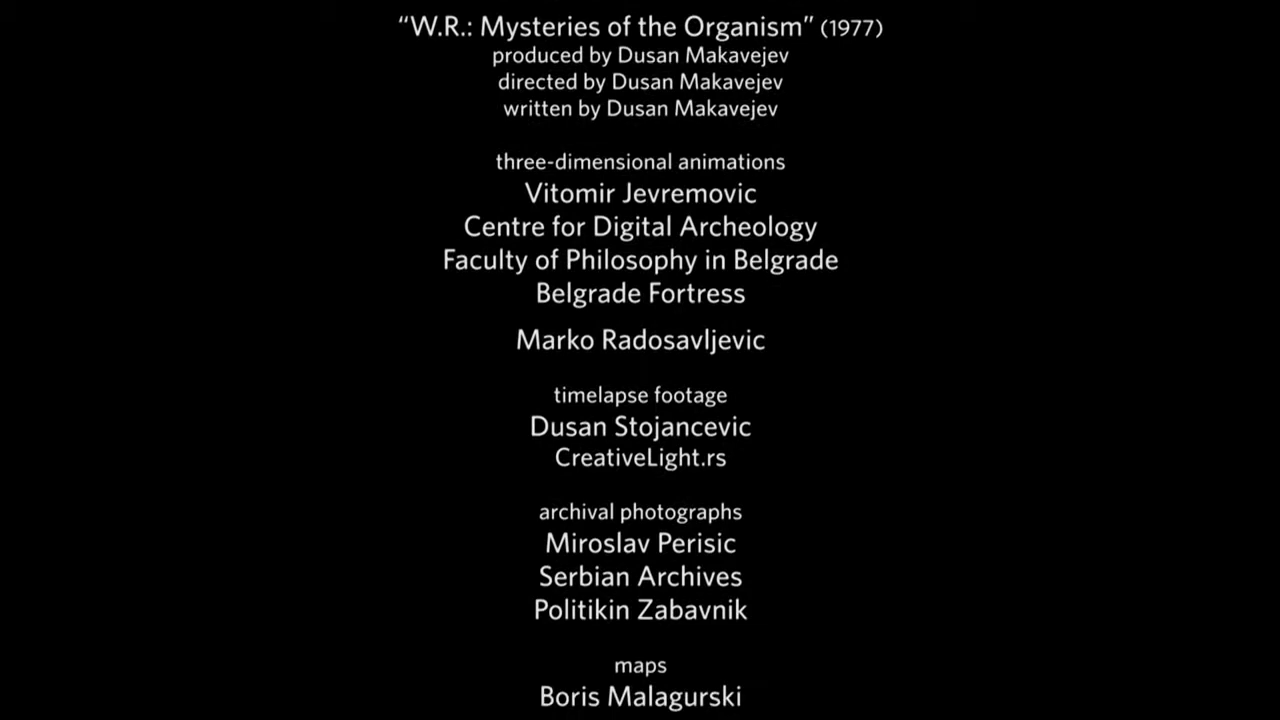 “W.R.: Mysteries of the Organism” (1977)
produced by Dusan Makavejev
directed by Dusan Makavejev
written by Dusan Makavejev
three-dimensional animations
Vitomir Jevremovic
Centre for Digital Archeology
Faculty of Philosophy in Belgrade
Belgrade Fortress
Marko Radosavljevic
timelapse footage
Dusan Stojancevic
CreativeLight.rs
archival photographs
Miroslav Perisic
Serbian Archives
Politikin Zabavnik
maps
Boris Malagurski